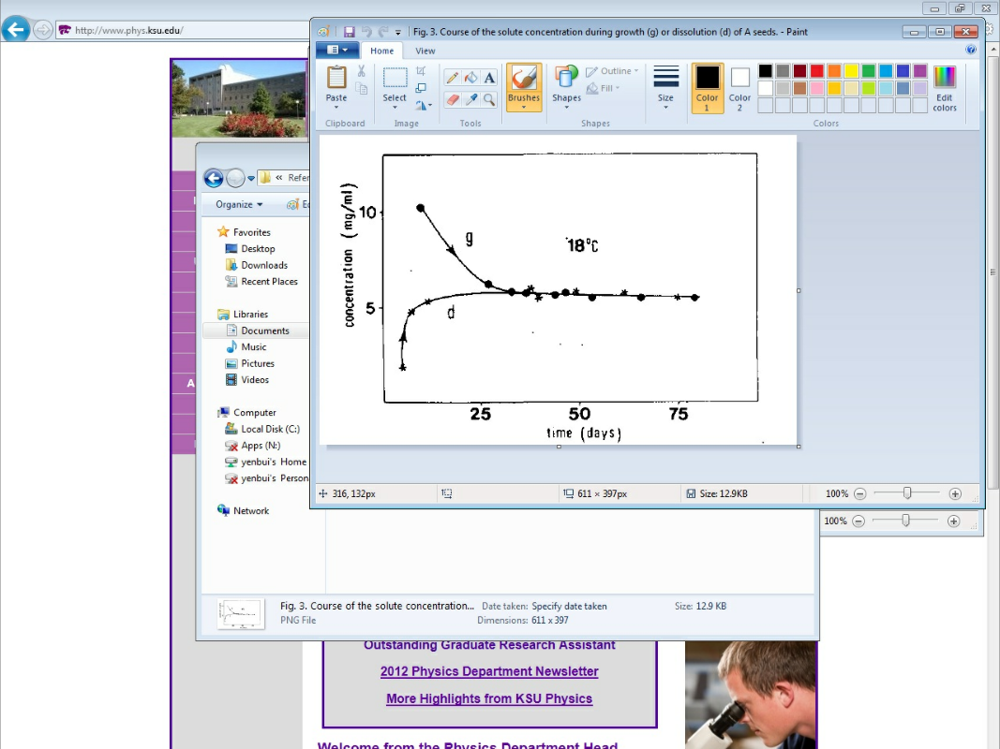 http://www.phys.ksu.edu/
Fig. 3. Course of the solute concentration during growth (g) or dissolution (d) of A seeds. - Paint
Home
View
Paste
Select
Brushes
Shapes
Outline
Fill
Size
Color
1
Color
2
Edit
colors
Clipboard
Image
Tools
Shapes
Colors
concentration (mg/ml)
10
5
g
d
18°C
25
50
75
time (days)
316, 132px
611 × 397px
Size: 12.9KB
100%
100%
« Refer
Organize
Favorites
Desktop
Downloads
Recent Places
Libraries
Documents
Music
Pictures
Videos
Computer
Local Disk (C:)
Apps (N:)
yenbui's Home
yenbui's Person
Network
A
Fig. 3. Course of the solute concentration...
Date taken: Specify date taken
Size: 12.9 KB
PNG File
Dimensions: 611 x 397
Outstanding Graduate Research Assistant
2012 Physics Department Newsletter
More Highlights from KSU Physics
Welcome from the Physics Department Head